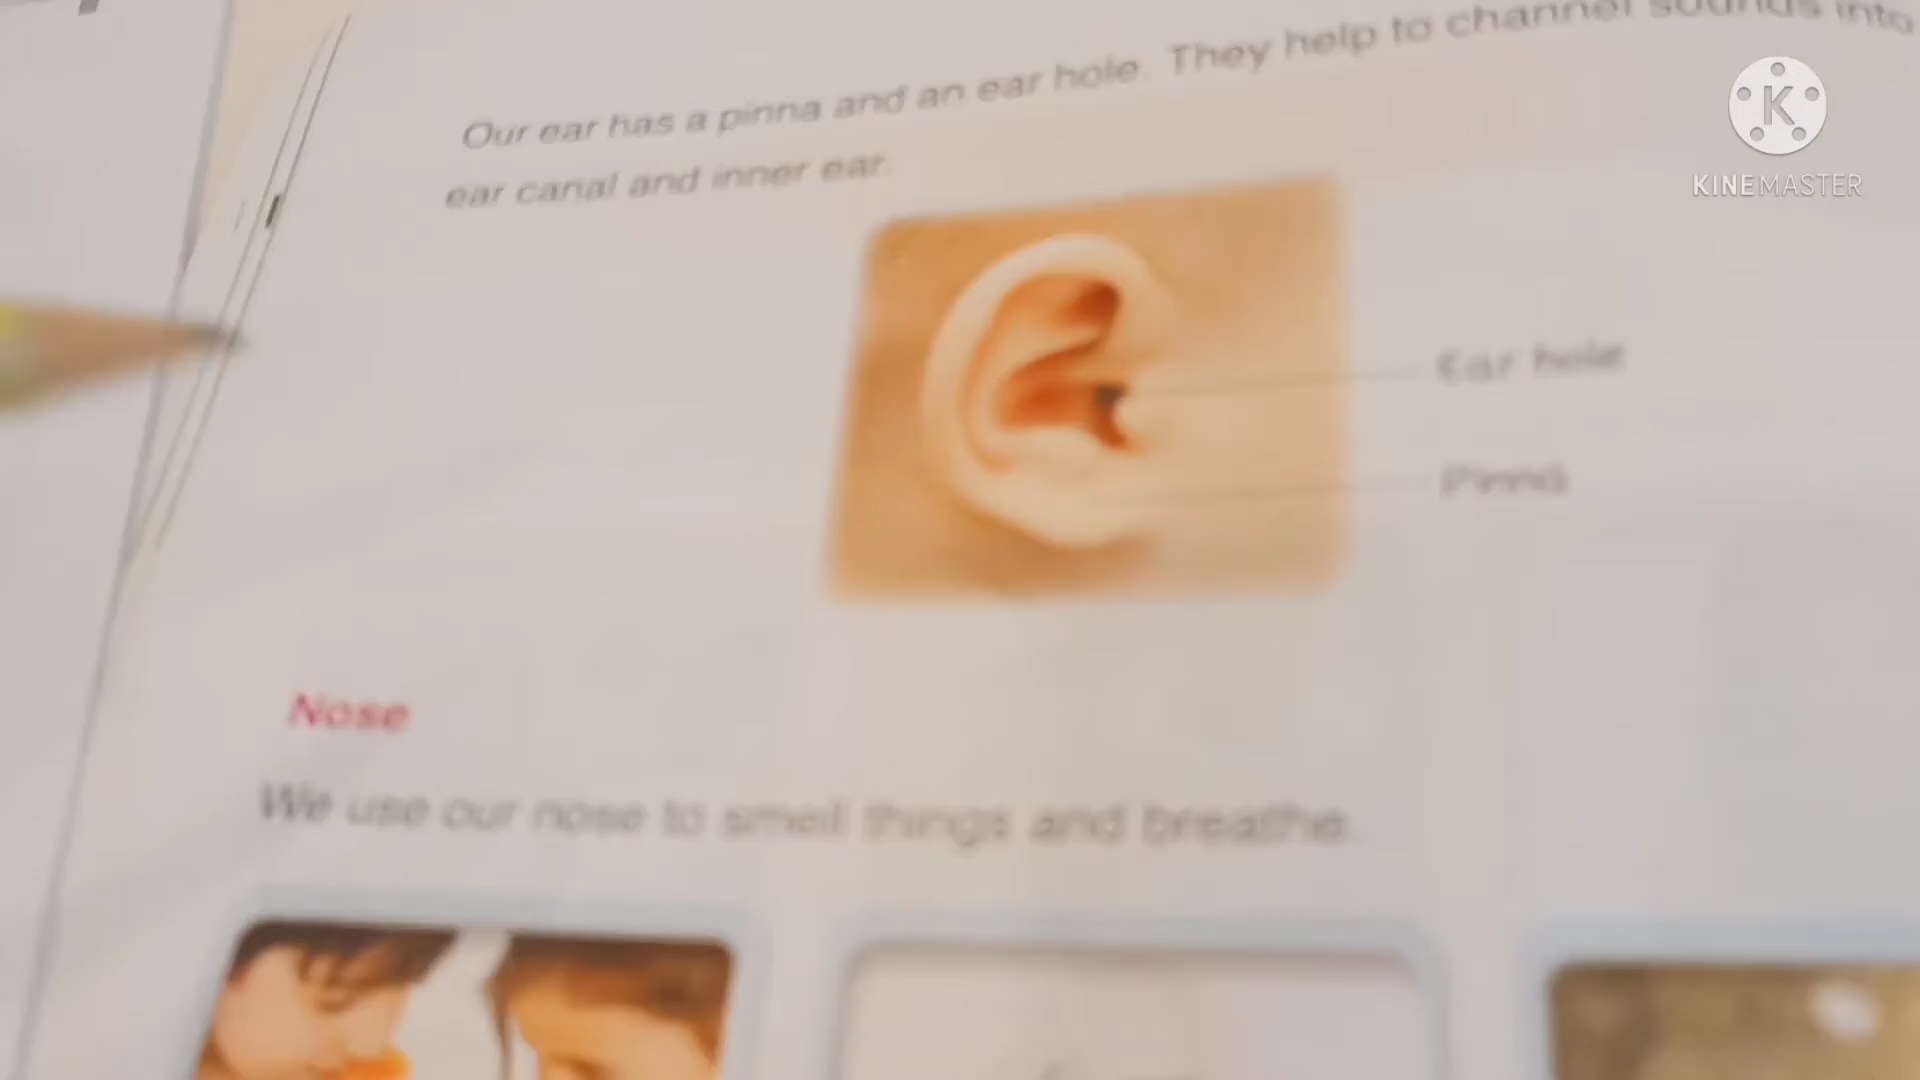 Our ear has a pinna and an ear hole. They help to channel sounds into
ear canal and inner ear.
KINEMASTER
Ear hole
Pinna
Nose
We use our nose to smell things and breathe.